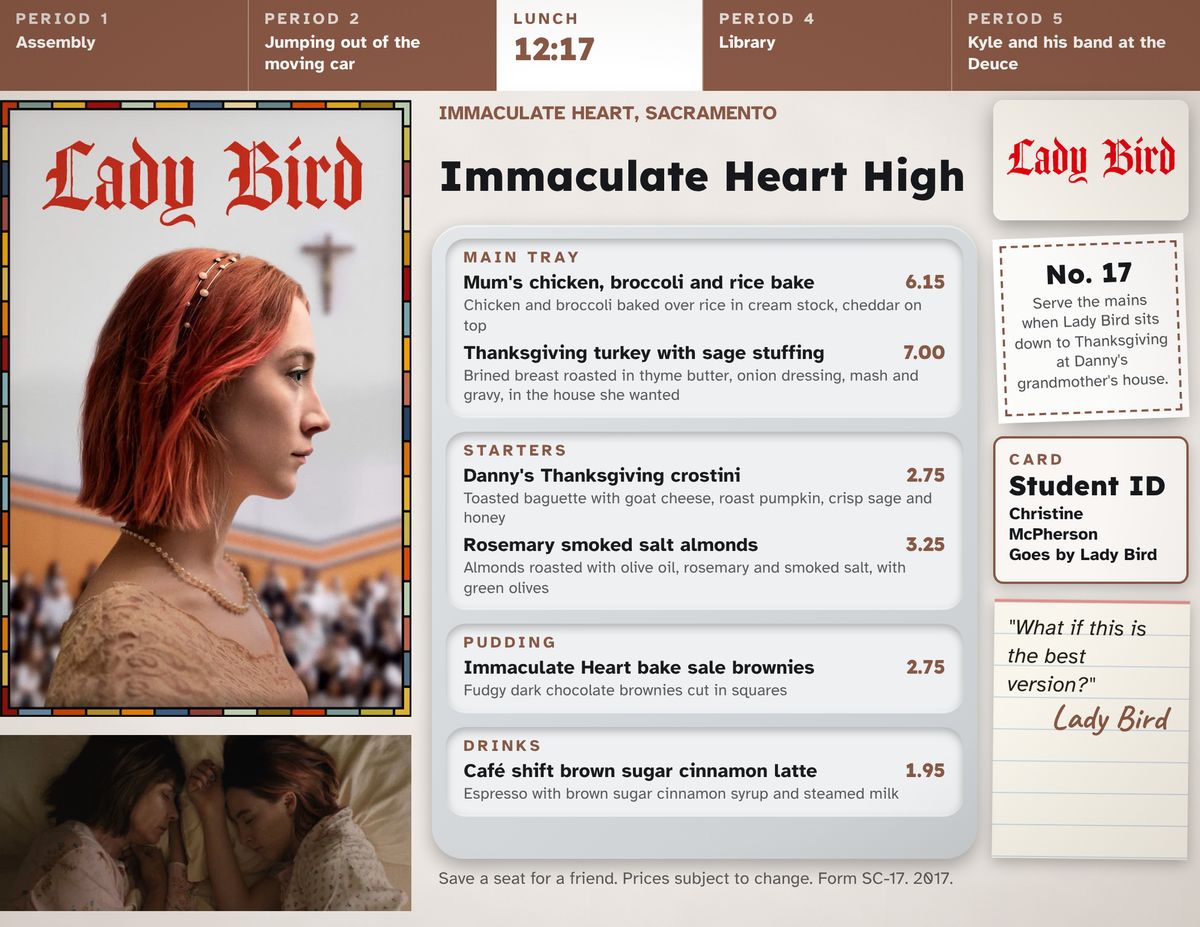 PERIOD 1
Assembly
PERIOD 2
Jumping out of the
moving car
LUNCH
12:17
PERIOD 4
Library
PERIOD 5
Kyle and his band at the
Deuce
Lady Bird
IMMACULATE HEART, SACRAMENTO
Immaculate Heart High
MAIN TRAY
Mum's chicken, broccoli and rice bake 6.15
Chicken and broccoli baked over rice in cream stock, cheddar on
top
Thanksgiving turkey with sage stuffing 7.00
Brined breast roasted in thyme butter, onion dressing, mash and
gravy, in the house she wanted
STARTERS
Danny's Thanksgiving crostini 2.75
Toasted baguette with goat cheese, roast pumpkin, crisp sage and
honey
Rosemary smoked salt almonds 3.25
Almonds roasted with olive oil, rosemary and smoked salt, with
green olives
PUDDING
Immaculate Heart bake sale brownies 2.75
Fudgy dark chocolate brownies cut in squares
DRINKS
Café shift brown sugar cinnamon latte 1.95
Espresso with brown sugar cinnamon syrup and steamed milk
Save a seat for a friend. Prices subject to change. Form SC-17. 2017.
Lady Bird
No. 17
Serve the mains
when Lady Bird sits
down to Thanksgiving
at Danny's
grandmother's house.
CARD
Student ID
Christine
McPherson
Goes by Lady Bird
"What if this is
the best
version?"
Lady Bird